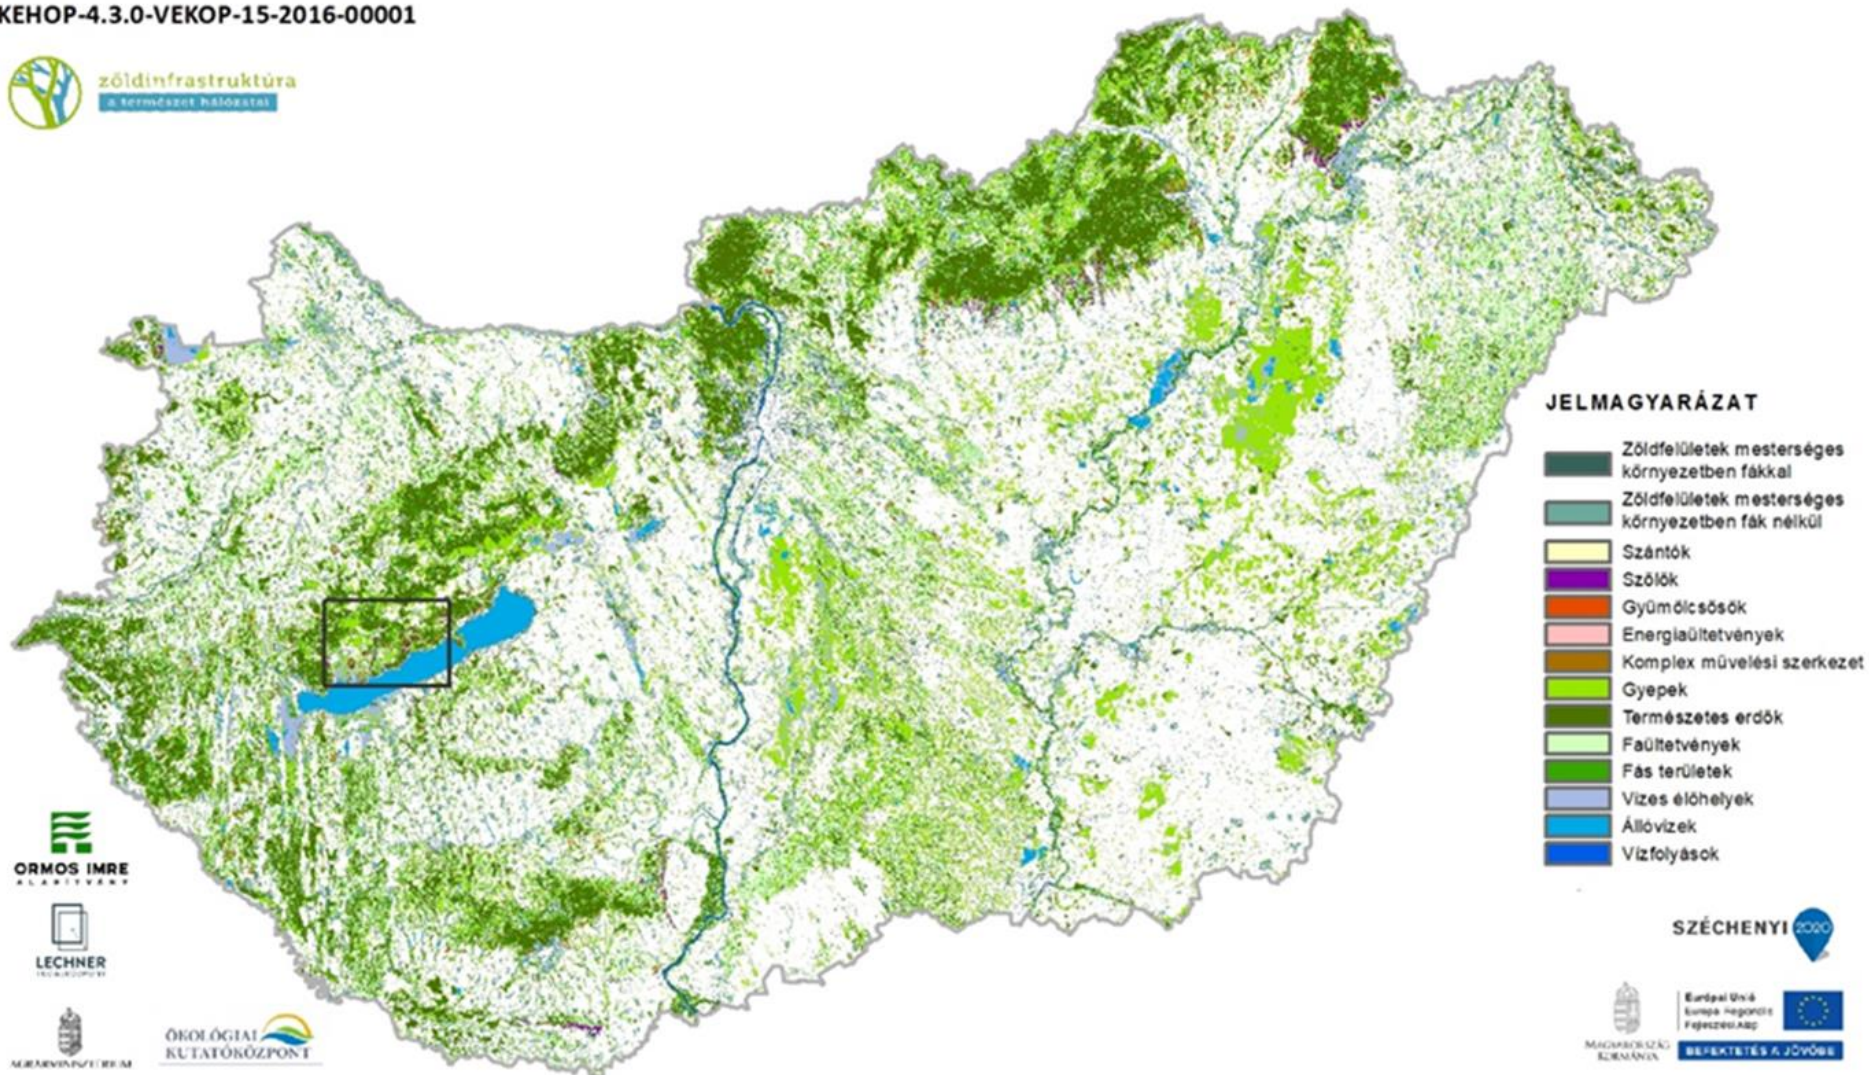 KEHOP-4.3.0-VEKOP-15-2016-00001
zöldinfrastruktúra
a természet hálózatai
JELMAGYARÁZAT
Zöldfelületek mesterséges
környezetben fákkal
Zöldfelületek mesterséges
környezetben fák nélkül
Szántók
Szőlők
Gyümölcsösök
Energiaültetvények
Komplex művelési szerkezet
Gyepek
Természetes erdők
Faültetvények
Fás területek
Vizes élőhelyek
Állóvizek
Vízfolyások
ORMOS IMRE
ALAPÍTVÁNY
LECHNER
AGRÁRMINISZTÉRIUM
ÖKOLÓGIAI
KUTATÓKÖZPONT
SZÉCHENYI 2020
MAGYARORSZÁG
KORMÁNYA
Európai Unió
Európai Regionális
Fejlesztési Alap
BEFEKTETÉS A JÖVŐBE